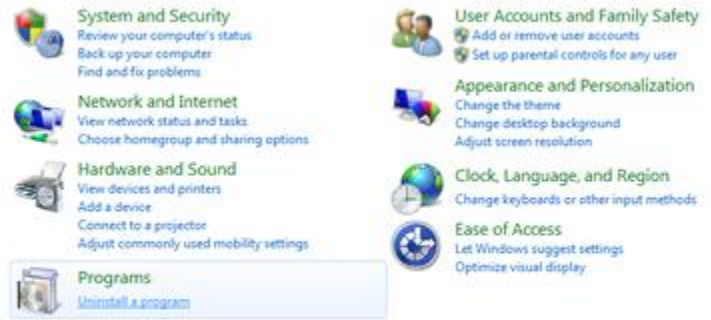 System and Security
Review your computer's status
Back up your computer
Find and fix problems
Network and Internet
View network status and tasks
Choose homegroup and sharing options
Hardware and Sound
View devices and printers
Add a device
Connect to a projector
Adjust commonly used mobility settings
Programs
Uninstall a program
User Accounts and Family Safety
Add or remove user accounts
Set up parental controls for any user
Appearance and Personalization
Change the theme
Change desktop background
Adjust screen resolution
Clock, Language, and Region
Change keyboards or other input methods
Ease of Access
Let Windows suggest settings
Optimize visual display